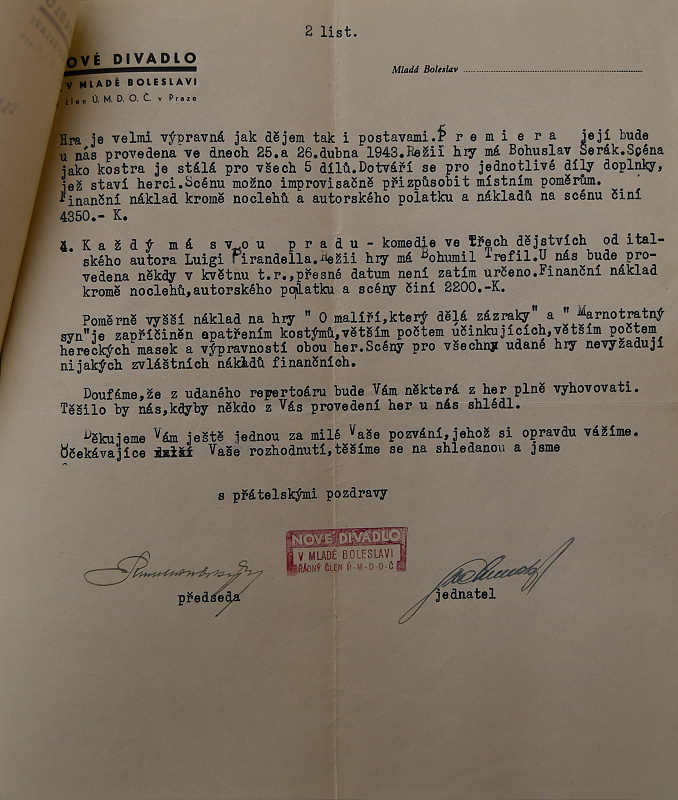 2 list.
NOVÉ DIVADLO
V MLADÉ BOLESLAVI
člen Ú.M.D.O.Č. v Praze
Mladá Boleslav
Hra je velmi výpravná jak dějem tak i postavami.P r e m i e r a její bude
u nás provedena ve dnech 25.a 26.dubna 1943.Režii hry má Bohuslav Šerák.Scéna
jako kostra je stálá pro všech 5 dílů.Dotváří se pro jednotlivé díly doplnky,
jež staví herci.Scénu možno improvisačně přizpůsobit místním poměrům.
Finanční náklad kromě noclehů a autorského polatku a nákladů na scénu činí
4350.- K.
4. K a ž d ý m á s v o u p r a d u - komedie ve třech dějstvích od ital-
ského autora Luigi Pirandella.Režii hry má Bohumil Trefil.U nás bude pro-
vedena někdy v květnu t.r.,přesné datum není zatím určeno.Finanční náklad
kromě noclehů,autorského poplatku a scény činí 2200.-K.
Poměrně vyšší náklad na hry " O malíři,který dělá zázraky" a " Marnotratný
syn"je zapříčiněn opatřením kostýmů,větším počtem účinkujících,větším počtem
hereckých masek a výpravností obou her.Scény pro všechny udané hry nevyžadují
nijakých zvláštních nákladů finančních.
Doufáme,že z udaného repertoáru bude Vám některá z her plně vyhovovati.
Těšilo by nás,kdyby někdo z Vás provedení her u nás shlédl.
Děkujeme Vám ještě jednou za milé Vaše pozvání,jehož si opravdu vážíme.
Očekávajíce další Vaše rozhodnutí,těšíme se na shledanou a jsme
s přátelskými pozdravy
NOVÉ DIVADLO
V MLADÉ BOLESLAVI
ŘÁDNÝ ČLEN Ú-M-D-O-Č
předseda
jednatel